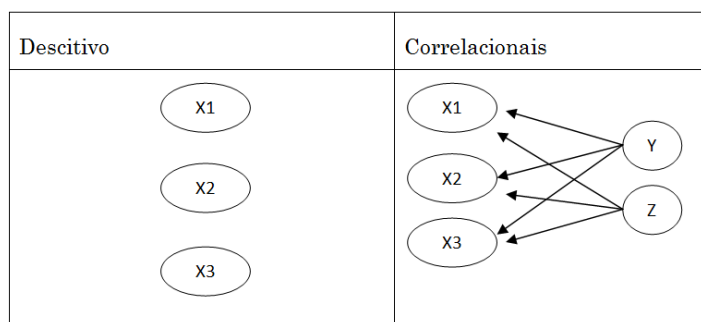 Descitivo
Correlacionais
X1
X2
X3
X1
X2
X3
Y
Z